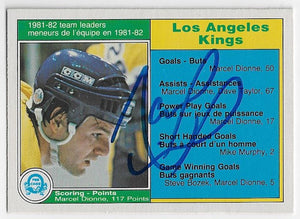 1981-82 team leaders
meneurs de l'équipe en 1981-82
CCM
Scoring - Points
Marcel Dionne, 117 Points
Los Angeles
Kings
Goals - Buts
Marcel Dionne, 50
Assists - Assistances
Marcel Dionne, Dave Taylor, 67
Power Play Goals
Buts sur jeux de puissance
Marcel Dionne, 17
Short Handed Goals
Buts a court d'un homme
Mike Murphy, 2
Game Winning Goals
Buts gagnants
Steve Bozek, Marcel Dionne, 5